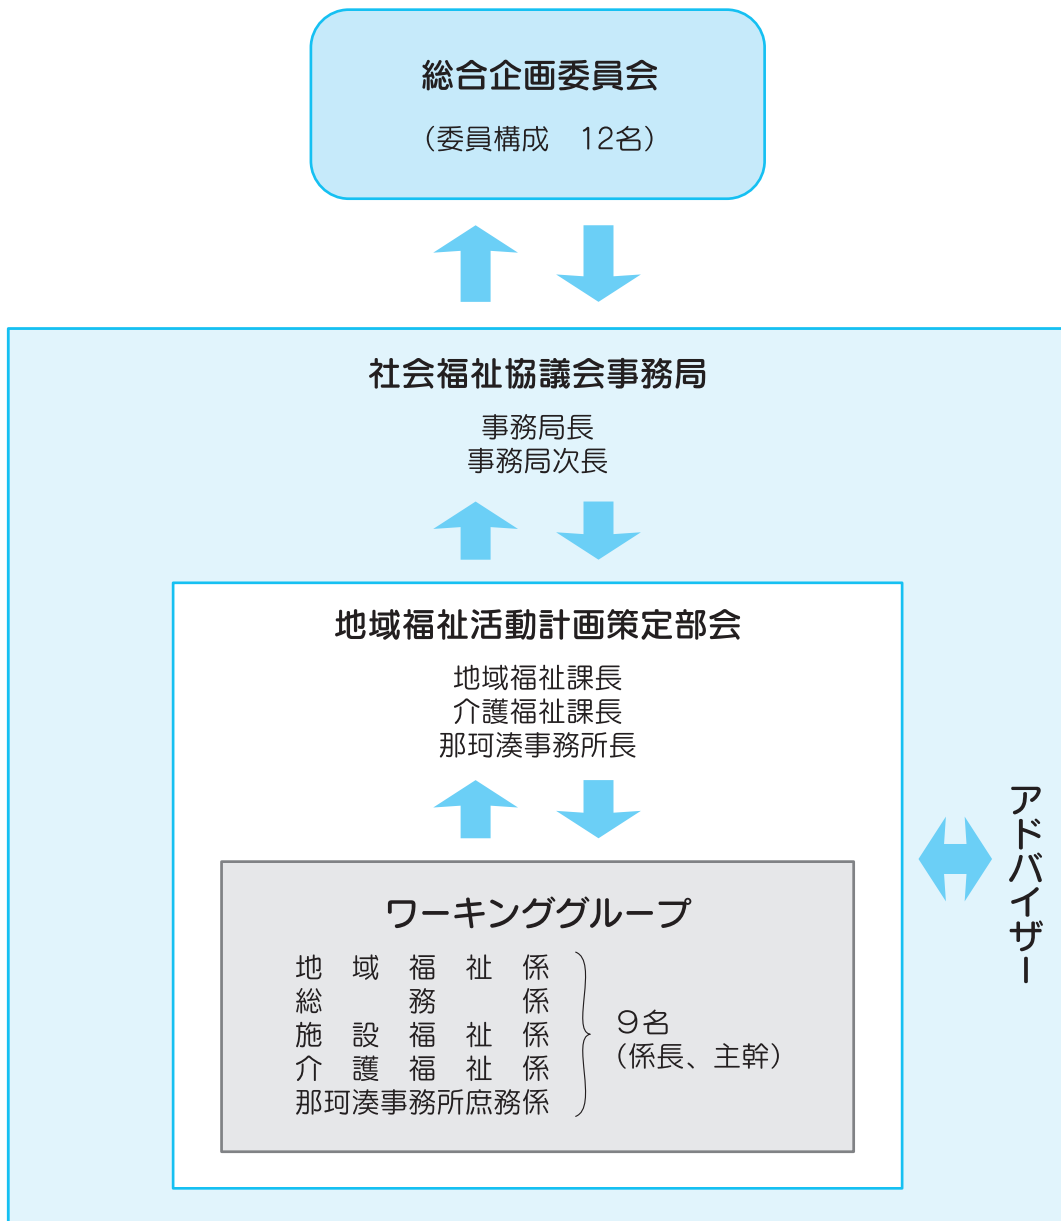 総合企画委員会
（委員構成　12名）
社会福祉協議会事務局
事務局長
事務局次長
地域福祉活動計画策定部会
地域福祉課長
介護福祉課長
那珂湊事務所長
ワーキンググループ
地域福祉係
総務係
施設福祉係
介護福祉係
那珂湊事務所庶務係
９名
（係長、主幹）
アドバイザー